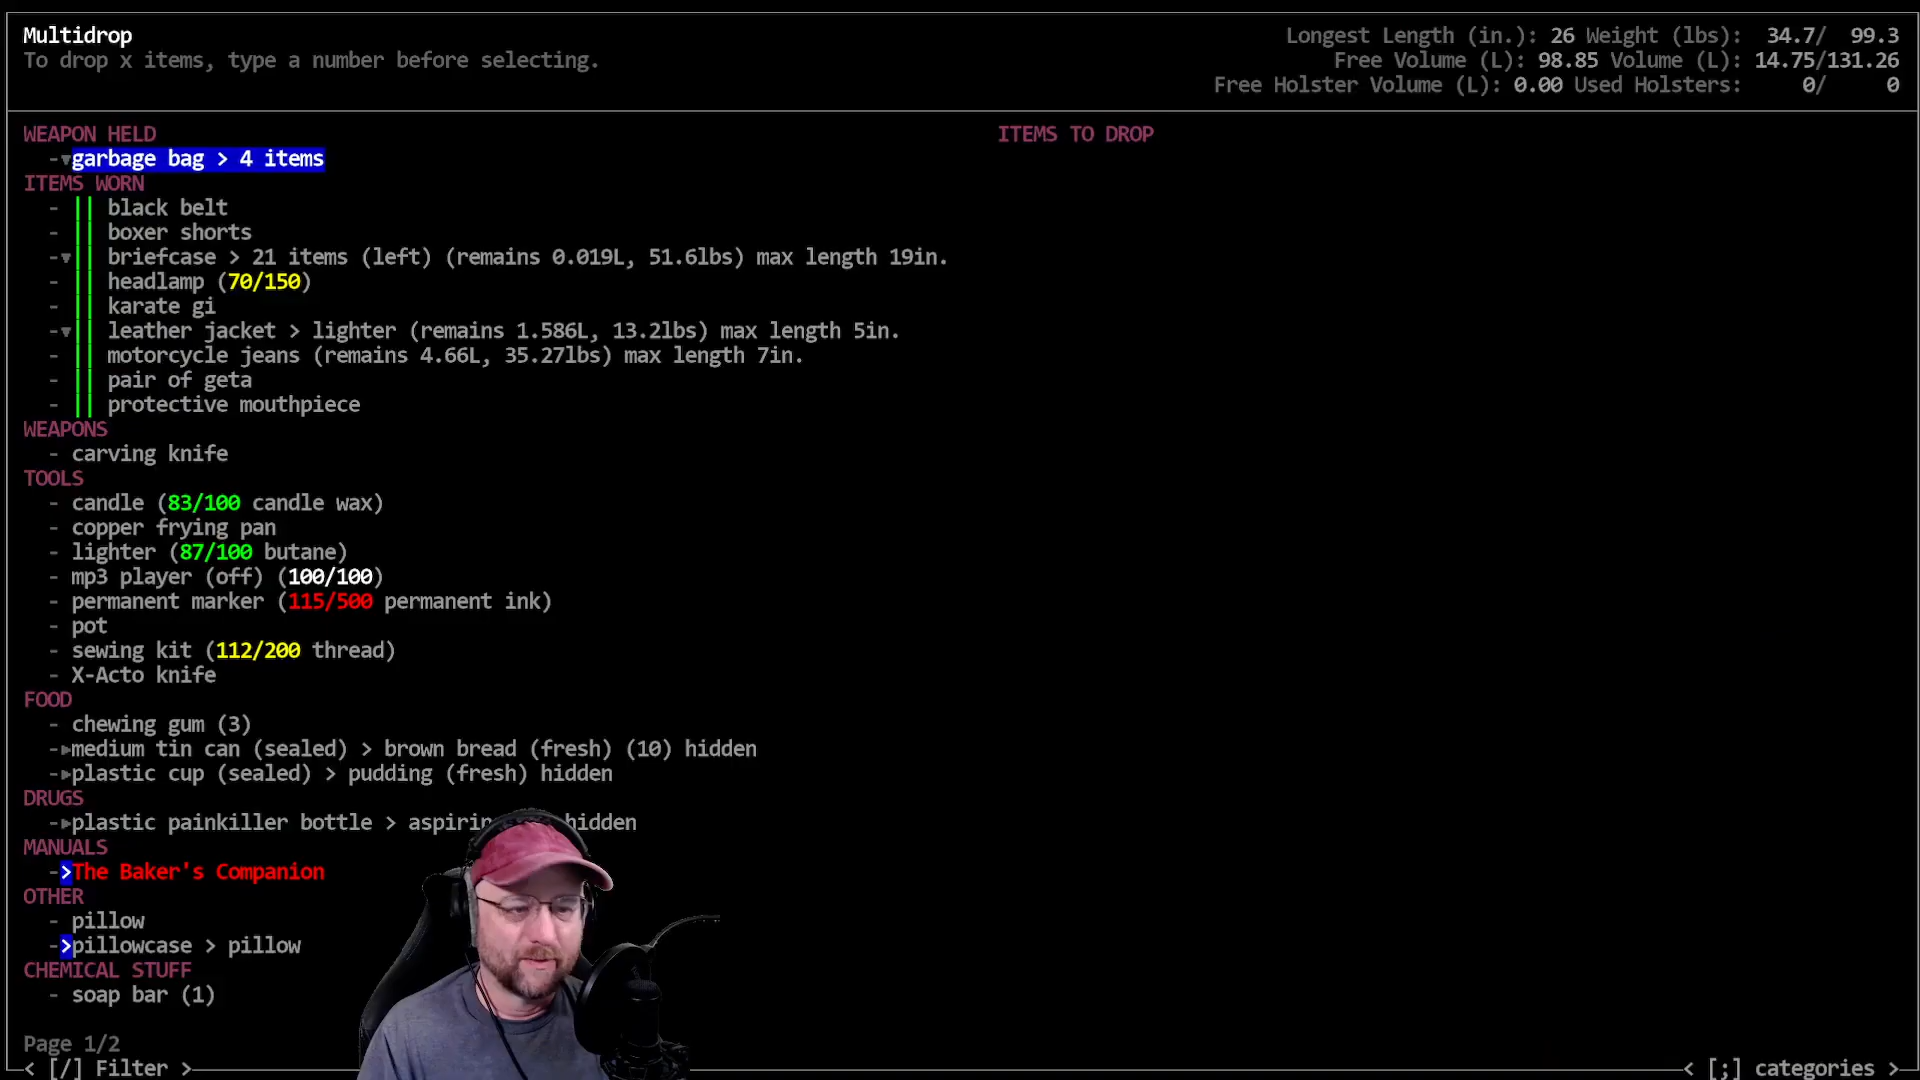 Multidrop
To drop x items, type a number before selecting.
Longest Length (in.): 26 Weight (lbs): 34.7/ 99.3
Free Volume (L): 98.85 Volume (L): 14.75/131.26
Free Holster Volume (L): 0.00 Used Holsters: 0/ 0
WEAPON HELD
-▼garbage bag > 4 items
ITEMS WORN
- || black belt
- || boxer shorts
-▼|| briefcase > 21 items (left) (remains 0.019L, 51.6lbs) max length 19in.
- || headlamp (70/150)
- || karate gi
-▼|| leather jacket > lighter (remains 1.586L, 13.2lbs) max length 5in.
- || motorcycle jeans (remains 4.66L, 35.27lbs) max length 7in.
- || pair of geta
- || protective mouthpiece
WEAPONS
- carving knife
TOOLS
- candle (83/100 candle wax)
- copper frying pan
- lighter (87/100 butane)
- mp3 player (off) (100/100)
- permanent marker (115/500 permanent ink)
- pot
- sewing kit (112/200 thread)
- X-Acto knife
FOOD
- chewing gum (3)
-▶medium tin can (sealed) > brown bread (fresh) (10) hidden
-▶plastic cup (sealed) > pudding (fresh) hidden
DRUGS
-▶plastic painkiller bottle > hidden
MANUALS
->The Baker's Companion
OTHER
- pillow
->pillowcase > pillow
CHEMICAL STUFF
- soap bar (1)
Page 1/2
< [/] Filter >
< [;] categories >
ITEMS TO DROP